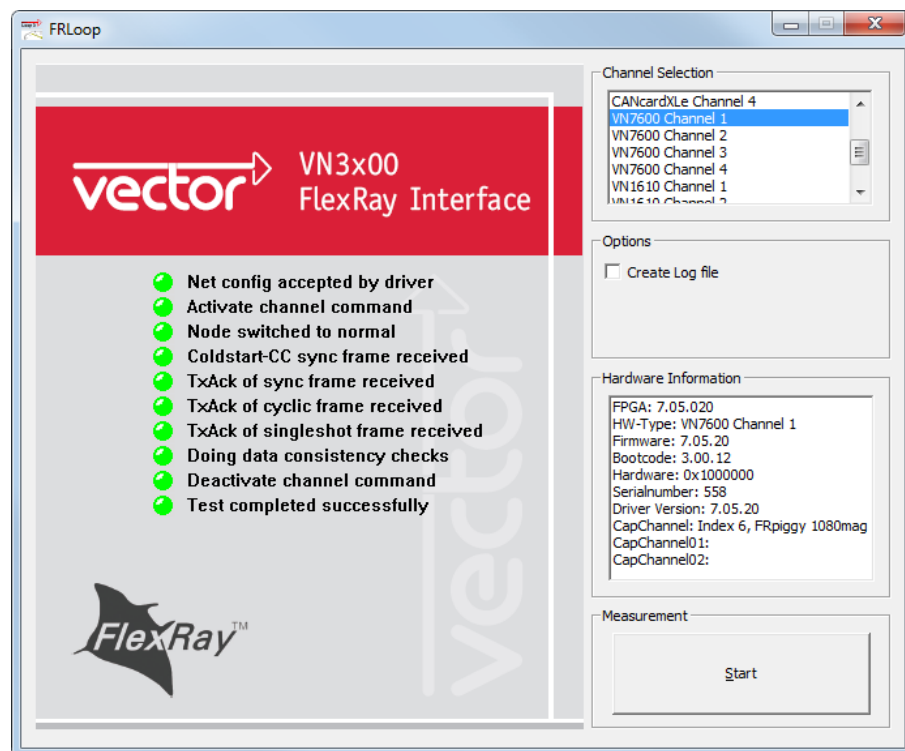 FRLoop
vector
VN3x00
FlexRay Interface
Net config accepted by driver
Activate channel command
Node switched to normal
Coldstart-CC sync frame received
TxAck of sync frame received
TxAck of cyclic frame received
TxAck of singleshot frame received
Doing data consistency checks
Deactivate channel command
Test completed successfully
vector
FlexRay™
Channel Selection
CANcardXLe Channel 4
VN7600 Channel 1
VN7600 Channel 2
VN7600 Channel 3
VN7600 Channel 4
VN1610 Channel 1
VN1610 Channel 2
Options
Create Log file
Hardware Information
FPGA: 7.05.020
HW-Type: VN7600 Channel 1
Firmware: 7.05.20
Bootcode: 3.00.12
Hardware: 0x1000000
Serialnumber: 558
Driver Version: 7.05.20
CapChannel: Index 6, FRpiggy 1080mag
CapChannel01:
CapChannel02:
Measurement
Start